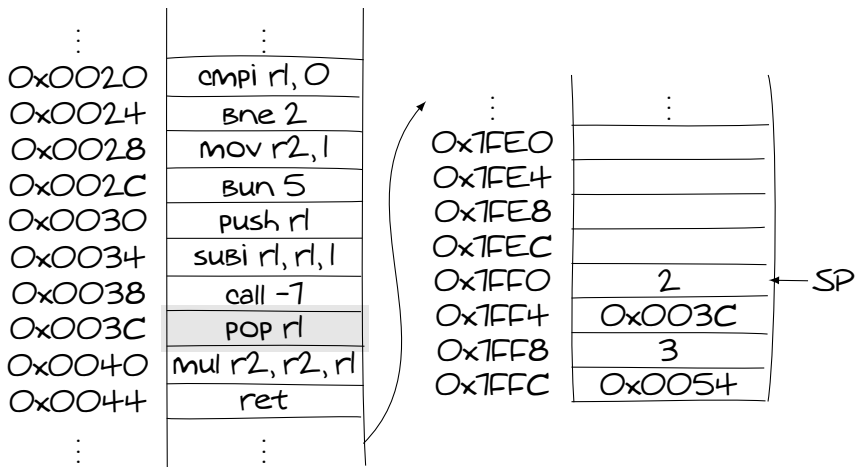 ⋮ ⋮
0x0020 cmpi r1, 0
0x0024 bne 2
0x0028 mov r2, 1
0x002C bun 5
0x0030 push r1
0x0034 subi r1, r1, 1
0x0038 call -7
0x003C pop r1
0x0040 mul r2, r2, r1
0x0044 ret
⋮ ⋮
⋮ ⋮
0x7FE0
0x7FE4
0x7FE8
0x7FEC
0x7FF0 2 SP
0x7FF4 0x003C
0x7FF8 3
0x7FFC 0x0054